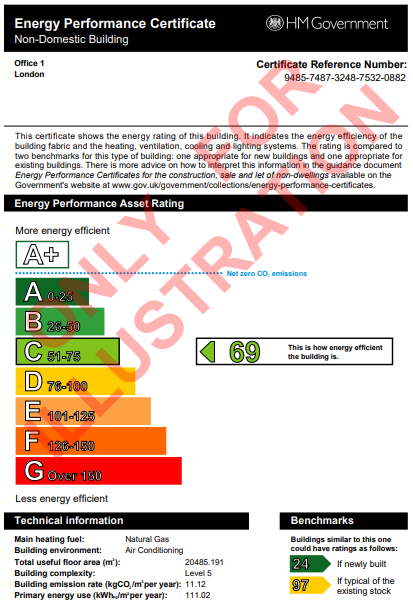 Energy Performance Certificate
HM Government
Non-Domestic Building
Office 1
London
Certificate Reference Number:
9485-7487-3248-7532-0882
This certificate shows the energy rating of this building. It indicates the energy efficiency of the
building fabric and the heating, ventilation, cooling and lighting systems. The rating is compared to
two benchmarks for this type of building: one appropriate for new buildings and one appropriate for
existing buildings. There is more advice on how to interpret this information in the guidance document
Energy Performance Certificates for the construction, sale and let of non-dwellings available on the
Government's website at www.gov.uk/government/collections/energy-performance-certificates.
ONLY FOR
ILLUSTRATION
Energy Performance Asset Rating
More energy efficient
A+
Net zero CO₂ emissions
A 0-25
B 26-50
C 51-75
69
This is how energy efficient
the building is.
D 76-100
E 101-125
F 126-150
G Over 150
Less energy efficient
Technical information
Main heating fuel: Natural Gas
Building environment: Air Conditioning
Total useful floor area (m²): 20485.191
Building complexity: Level 5
Building emission rate (kgCO₂/m²per year): 11.12
Primary energy use (kWhₚₑ/m²per year): 111.02
Benchmarks
Buildings similar to this one
could have ratings as follows:
24 If newly built
97 If typical of the
existing stock